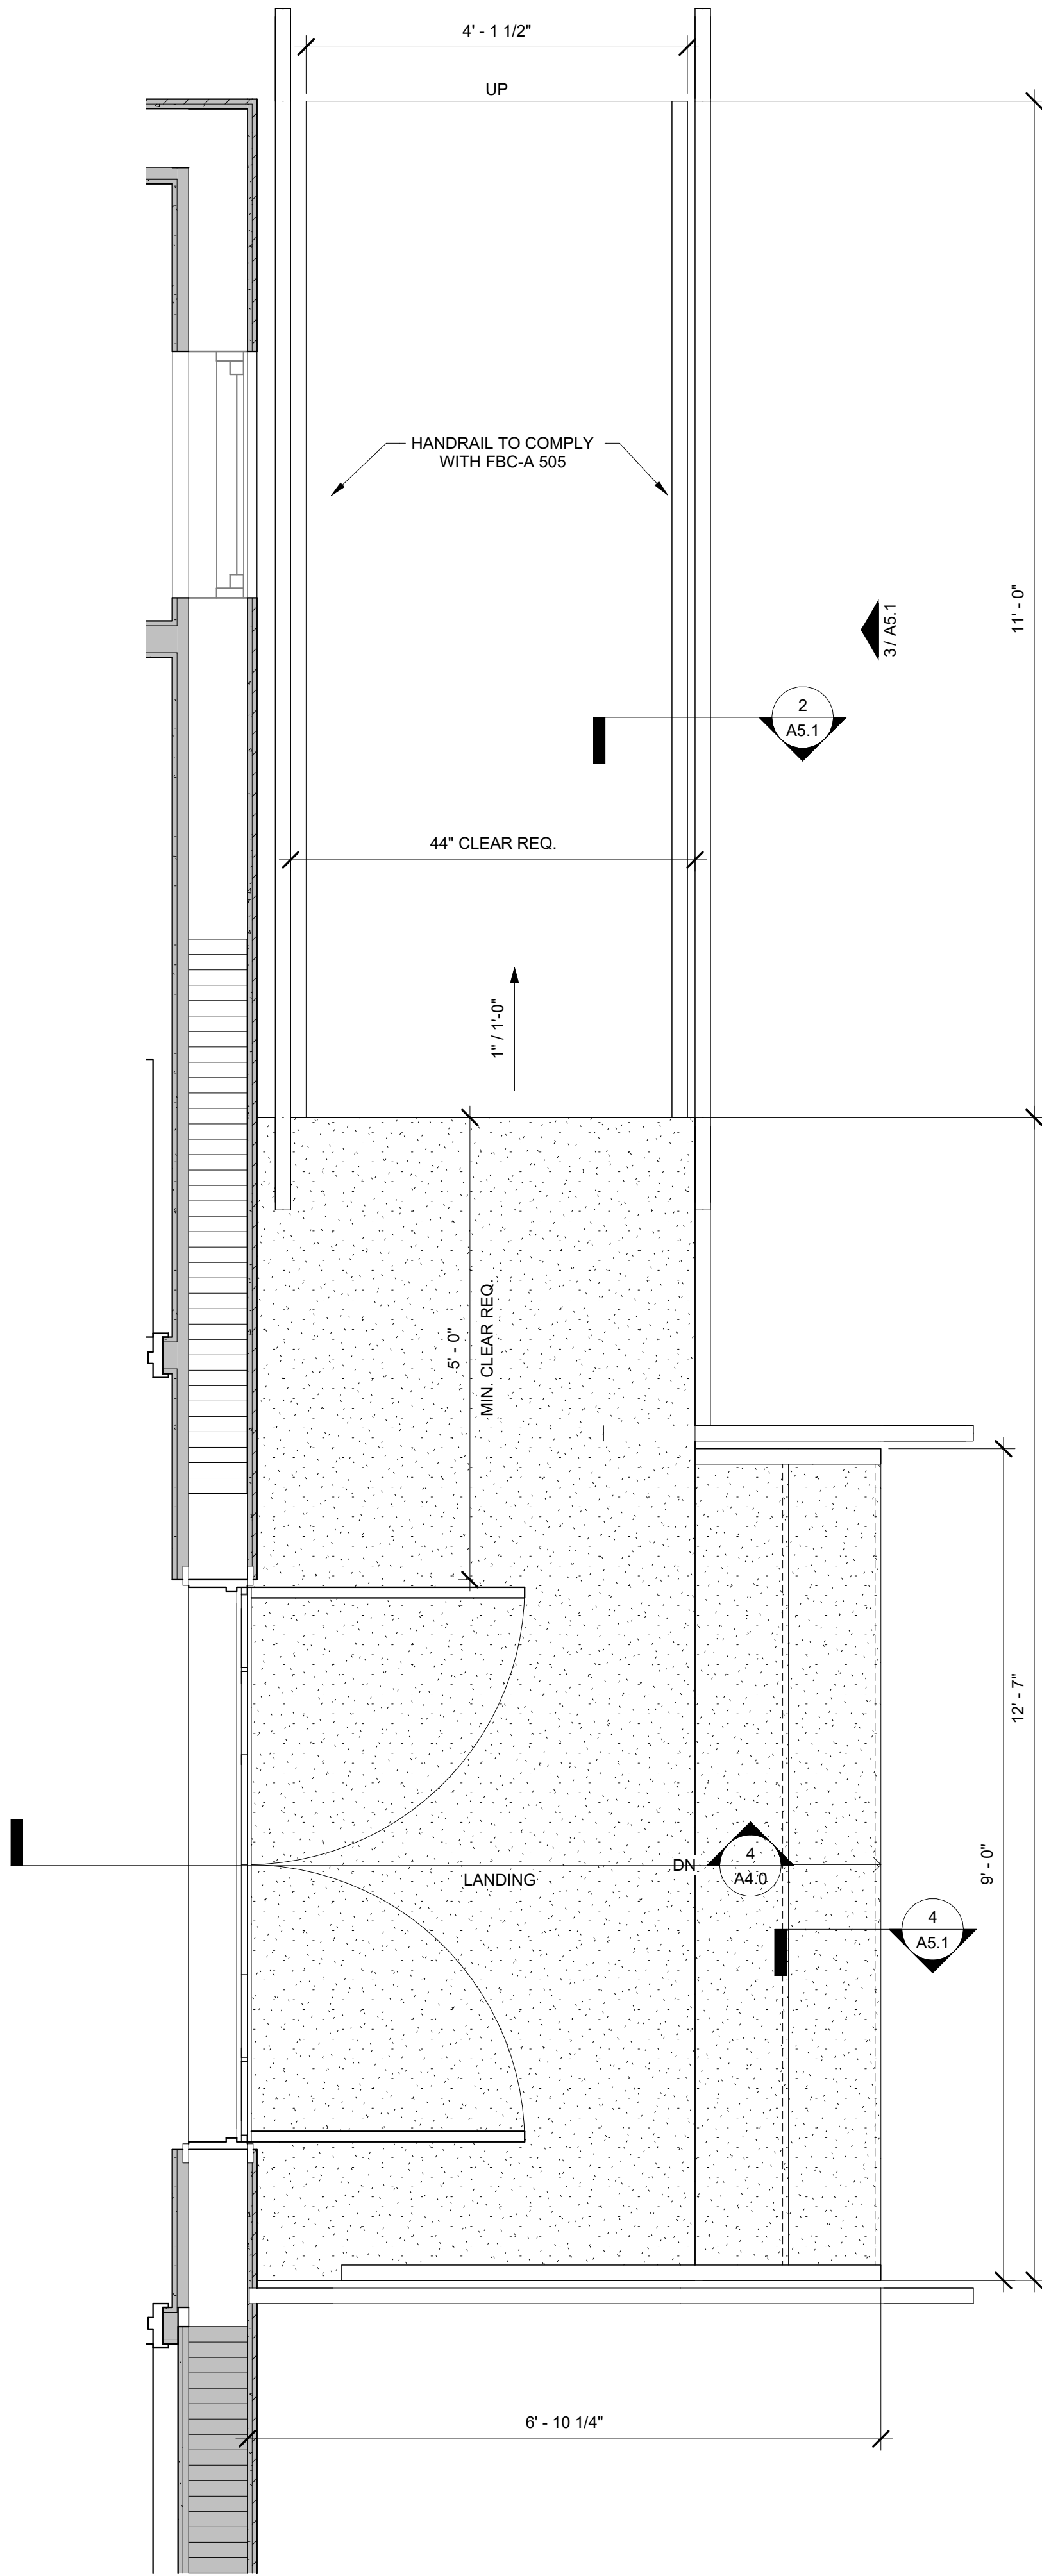 4' - 1 1/2"
UP
HANDRAIL TO COMPLY
WITH FBC-A 505
11' - 0"
3 / A5.1
2
A5.1
44" CLEAR REQ.
1" / 1'-0"
5' - 0"
MIN. CLEAR REQ.
12' - 7"
9' - 0"
LANDING
DN
4
A4.0
4
A5.1
6' - 10 1/4"